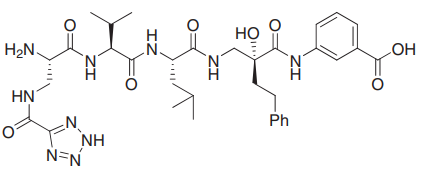 O H N O HO O OH
H₂N N N N O
H O H H
HN Ph
O N N NH N=N